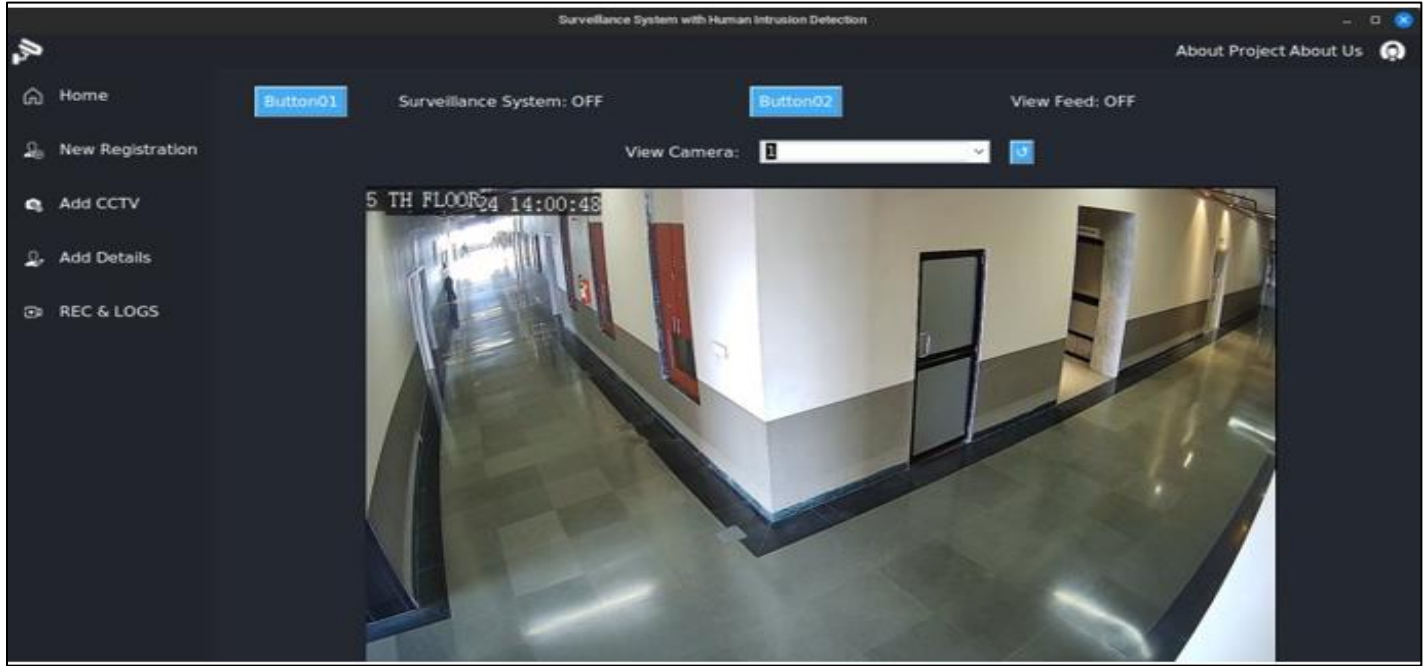 Surveillance System with Human Intrusion Detection
About Project About Us
Home
Button01 Surveillance System: OFF Button02 View Feed: OFF
New Registration
View Camera: 1
Add CCTV
5 TH FLOOR 24 14:00:48
Add Details
REC & LOGS